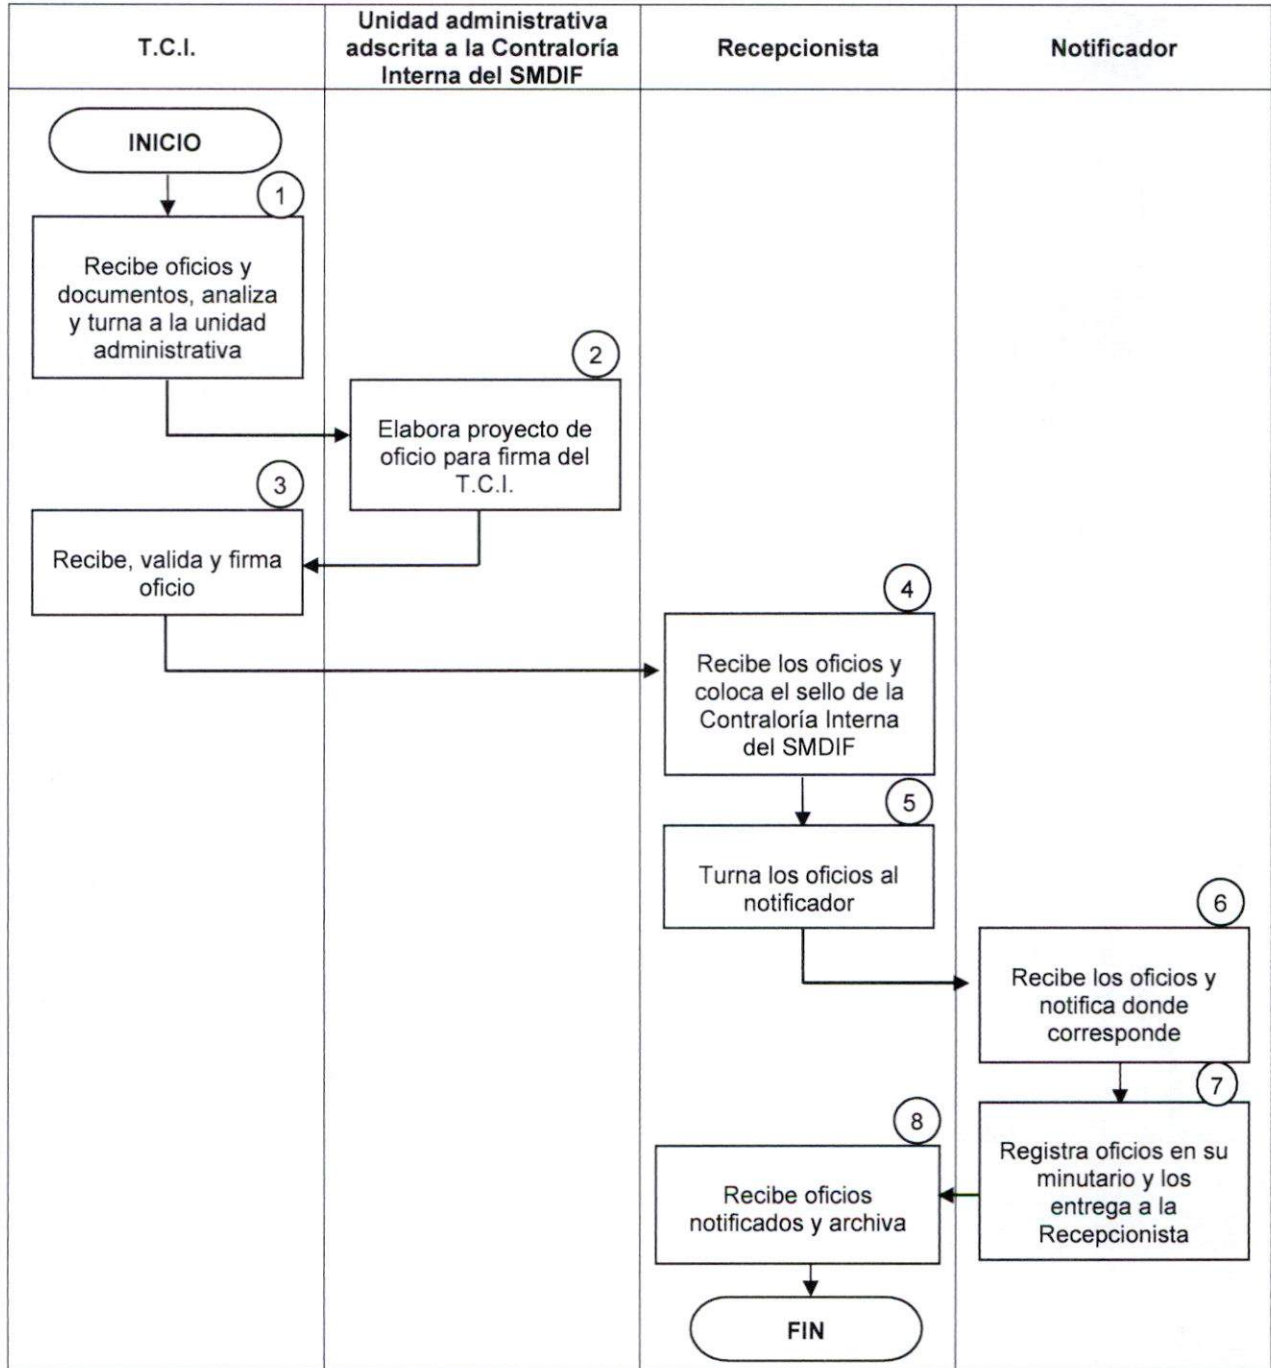 T.C.I.
Unidad administrativa
adscrita a la Contraloría
Interna del SMDIF
Recepcionista
Notificador
INICIO
1
Recibe oficios y
documentos, analiza
y turna a la unidad
administrativa
2
Elabora proyecto de
oficio para firma del
T.C.I.
3
Recibe, valida y firma
oficio
4
Recibe los oficios y
coloca el sello de la
Contraloría Interna
del SMDIF
5
Turna los oficios al
notificador
6
Recibe los oficios y
notifica donde
corresponde
7
Registra oficios en su
minutario y los
entrega a la
Recepcionista
8
Recibe oficios
notificados y archiva
FIN